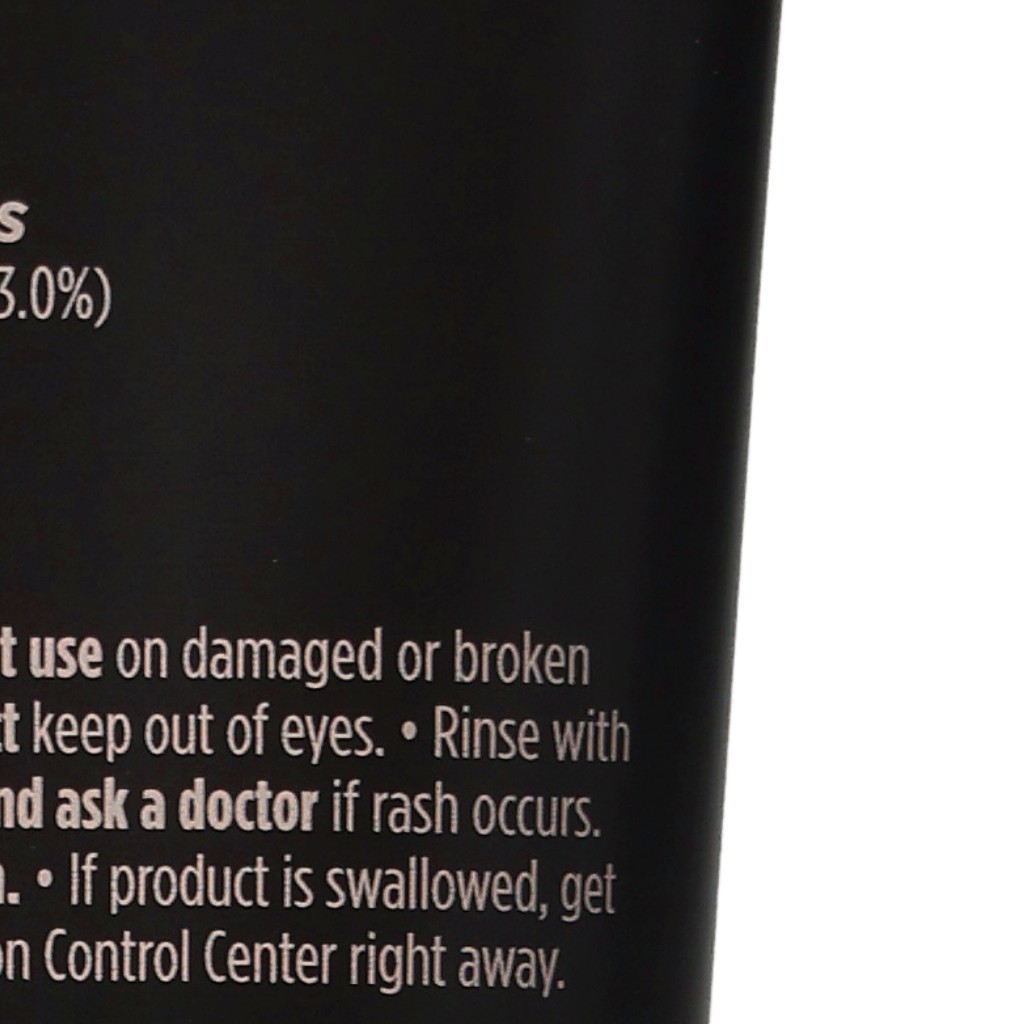 s
3.0%)
t use on damaged or broken
ct keep out of eyes. • Rinse with
nd ask a doctor if rash occurs.
. • If product is swallowed, get
on Control Center right away.